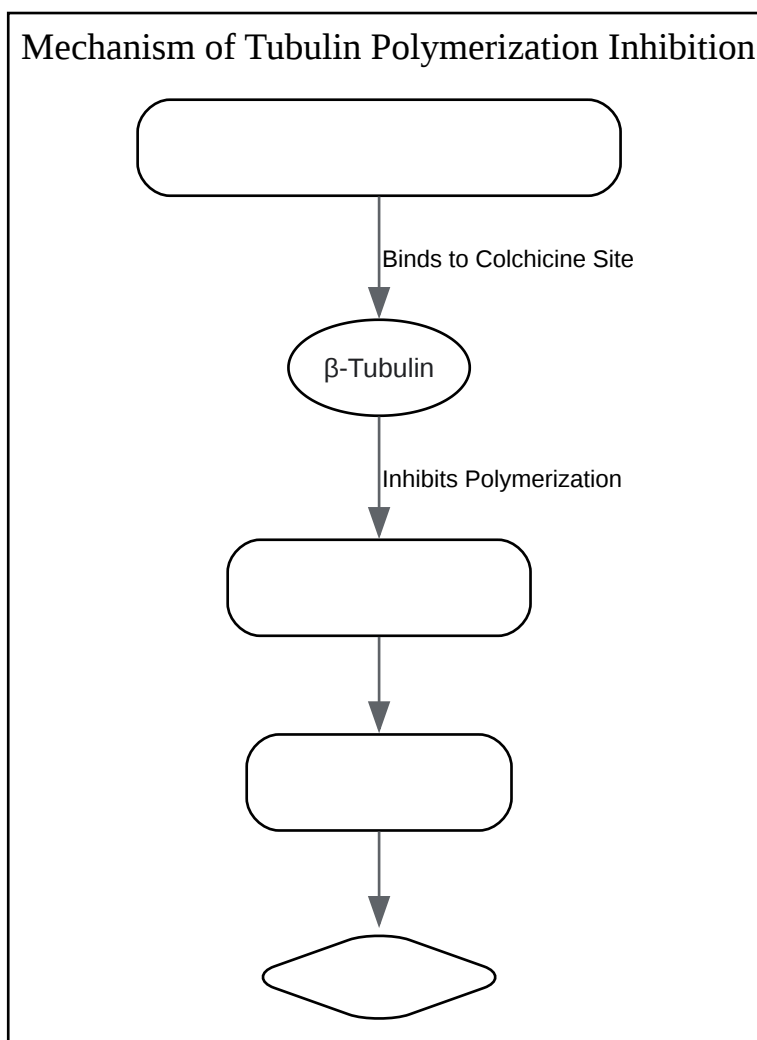 Mechanism of Tubulin Polymerization Inhibition
Binds to Colchicine Site
β-Tubulin
Inhibits Polymerization